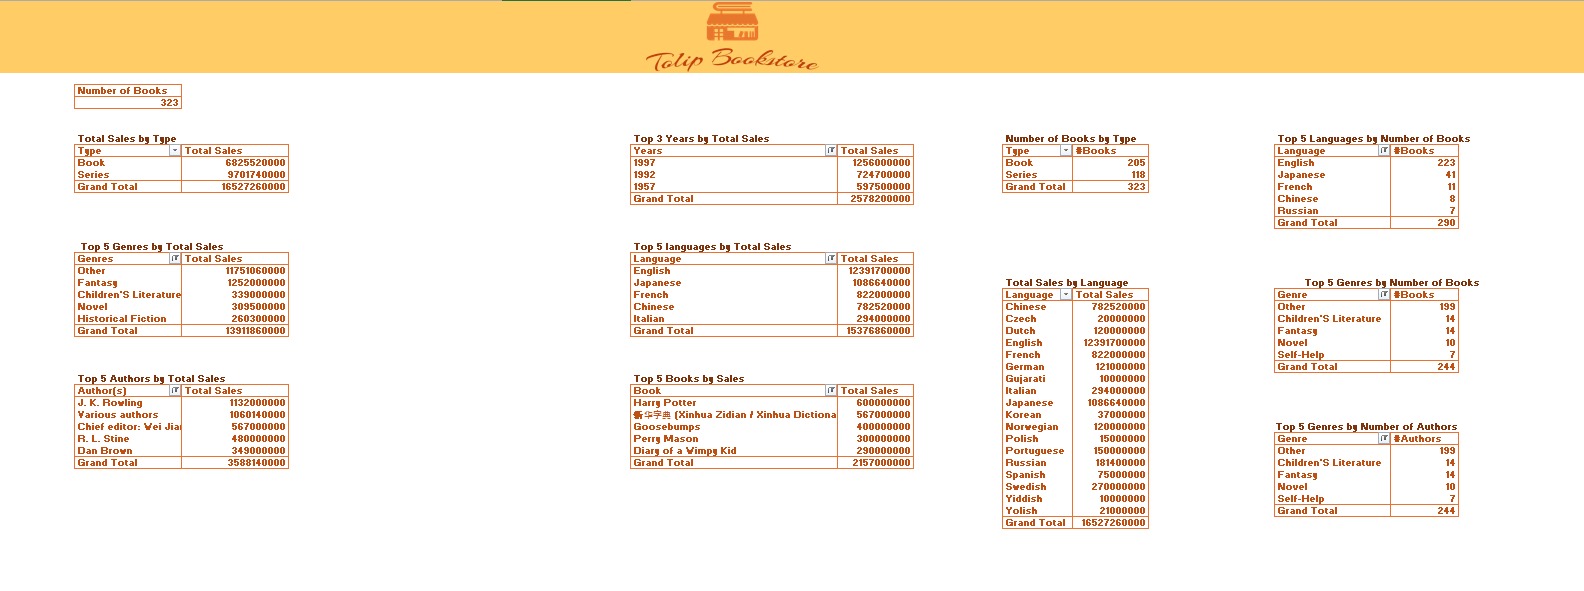 Tolip Bookstore
Number of Books
323
Total Sales by Type
Type Total Sales
Book 6825520000
Series 9701740000
Grand Total 16527260000
Top 5 Genres by Total Sales
Genres Total Sales
Other 11751060000
Fantasy 1252000000
Children'S Literature 339000000
Novel 309500000
Historical Fiction 260300000
Grand Total 13911860000
Top 5 Authors by Total Sales
Author(s) Total Sales
J. K. Rowling 1132000000
Various authors 1060140000
Chief editor: Wei Jian 567000000
R. L. Stine 480000000
Dan Brown 349000000
Grand Total 3588140000
Top 3 Years by Total Sales
Years Total Sales
1997 1256000000
1992 724700000
1957 597500000
Grand Total 2578200000
Top 5 languages by Total Sales
Language Total Sales
English 12391700000
Japanese 1086640000
French 822000000
Chinese 782520000
Italian 294000000
Grand Total 15376860000
Top 5 Books by Sales
Book Total Sales
Harry Potter 600000000
新华字典 (Xinhua Zidian / Xinhua Dictiona 567000000
Goosebumps 400000000
Perry Mason 300000000
Diary of a Wimpy Kid 290000000
Grand Total 2157000000
Number of Books by Type
Type #Books
Book 205
Series 118
Grand Total 323
Total Sales by Language
Language Total Sales
Chinese 782520000
Czech 20000000
Dutch 120000000
English 12391700000
French 822000000
German 121000000
Gujarati 10000000
Italian 294000000
Japanese 1086640000
Korean 37000000
Norwegian 120000000
Polish 15000000
Portuguese 150000000
Russian 181400000
Spanish 75000000
Swedish 270000000
Yiddish 10000000
Yolish 21000000
Grand Total 16527260000
Top 5 Languages by Number of Books
Language #Books
English 223
Japanese 41
French 11
Chinese 8
Russian 7
Grand Total 290
Top 5 Genres by Number of Books
Genre #Books
Other 199
Children'S Literature 14
Fantasy 14
Novel 10
Self-Help 7
Grand Total 244
Top 5 Genres by Number of Authors
Genre #Authors
Other 199
Children'S Literature 14
Fantasy 14
Novel 10
Self-Help 7
Grand Total 244